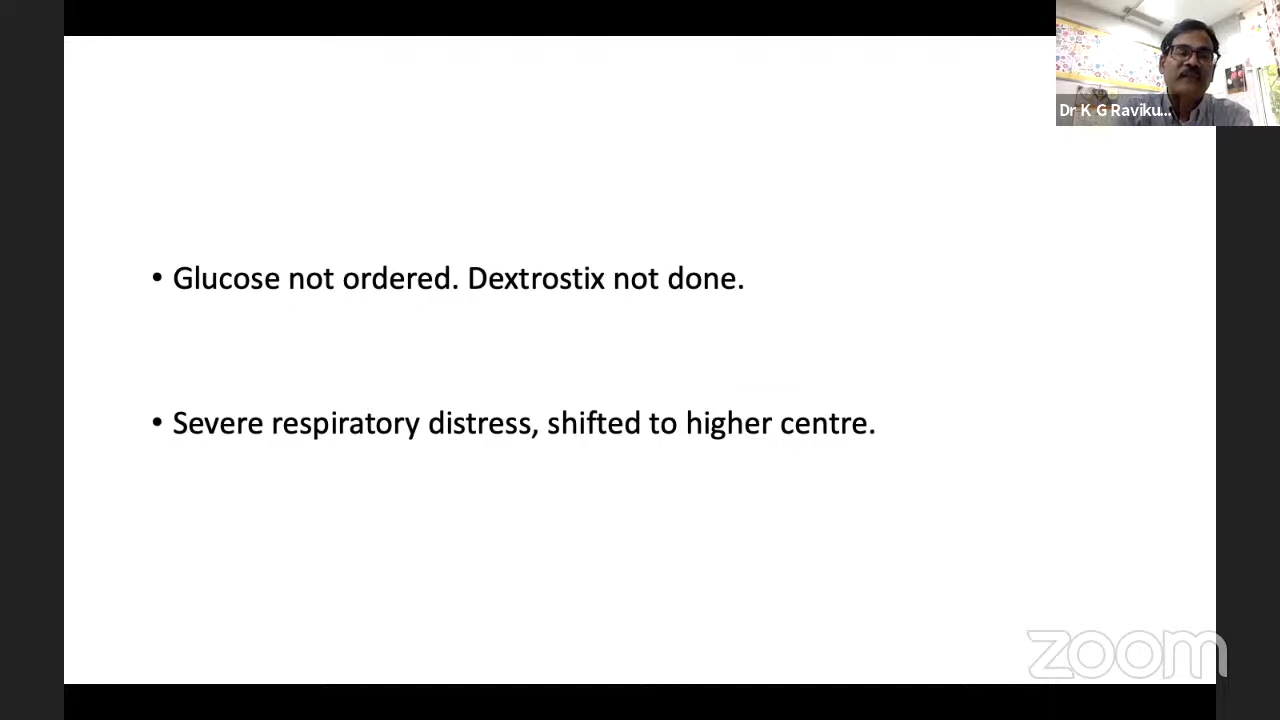 Dr K G Raviku...
• Glucose not ordered. Dextrostix not done.
• Severe respiratory distress, shifted to higher centre.
zoom